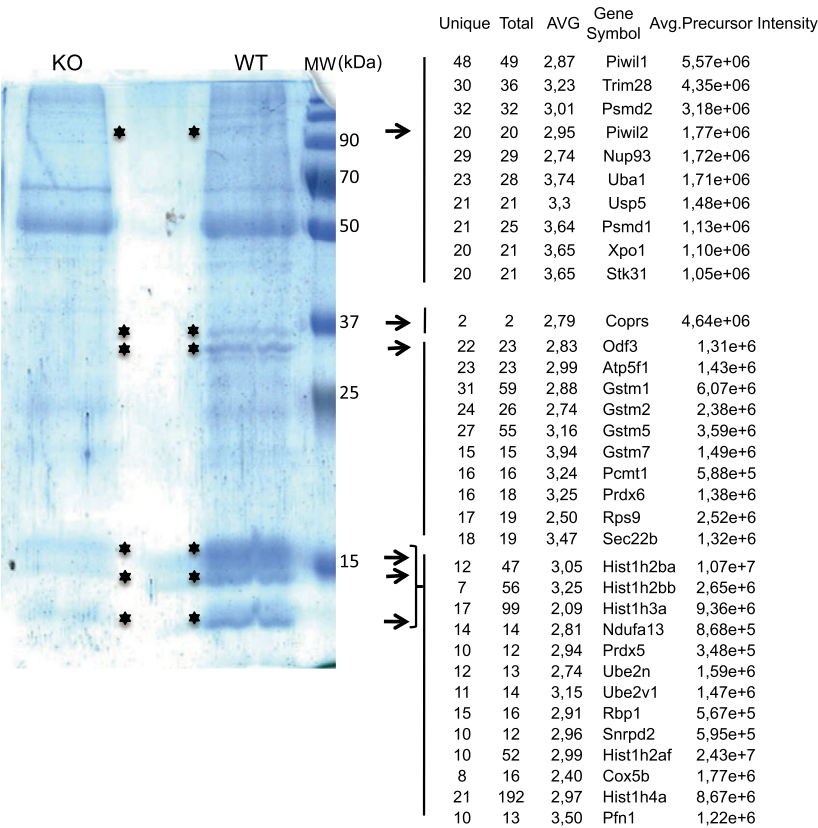 Unique Total AVG Gene Symbol Avg.Precursor Intensity
KO WT MW (kDa)
48 49 2,87 Piwil1 5,57e+06
30 36 3,23 Trim28 4,35e+06
32 32 3,01 Psmd2 3,18e+06
20 20 2,95 Piwil2 1,77e+06
90
29 29 2,74 Nup93 1,72e+06
70
23 28 3,74 Uba1 1,71e+06
21 21 3,3 Usp5 1,48e+06
50
21 25 3,64 Psmd1 1,13e+06
20 21 3,65 Xpo1 1,10e+06
20 21 3,65 Stk31 1,05e+06
37
2 2 2,79 Coprs 4,64e+06
22 23 2,83 Odf3 1,31e+6
23 23 2,99 Atp5f1 1,43e+6
31 59 2,88 Gstm1 6,07e+6
25
24 26 2,74 Gstm2 2,38e+6
27 55 3,16 Gstm5 3,59e+6
15 15 3,94 Gstm7 1,49e+6
16 16 3,24 Pcmt1 5,88e+5
16 18 3,25 Prdx6 1,38e+6
17 19 2,50 Rps9 2,52e+6
18 19 3,47 Sec22b 1,32e+6
15
12 47 3,05 Hist1h2ba 1,07e+7
7 56 3,25 Hist1h2bb 2,65e+6
17 99 2,09 Hist1h3a 9,36e+6
14 14 2,81 Ndufa13 8,68e+5
10 12 2,94 Prdx5 3,48e+5
12 13 2,74 Ube2n 1,59e+6
11 14 3,15 Ube2v1 1,47e+6
15 16 2,91 Rbp1 5,67e+5
10 12 2,96 Snrpd2 5,95e+5
10 52 2,99 Hist1h2af 2,43e+7
8 16 2,40 Cox5b 1,77e+6
21 192 2,97 Hist1h4a 8,67e+6
10 13 3,50 Pfn1 1,22e+6